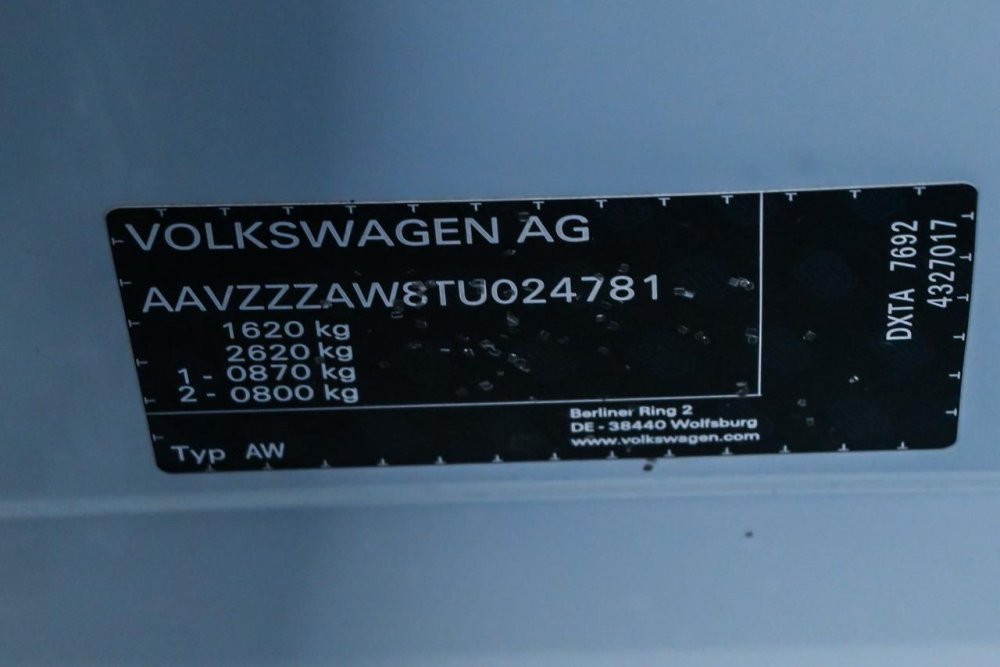 VOLKSWAGEN AG
AAVZZZAW8TU024781
1620 kg
2620 kg
1 - 0870 kg
2 - 0800 kg
Berliner Ring 2
DE - 38440 Wolfsburg
www.volkswagen.com
Typ AW
DXTA 7692
4327017